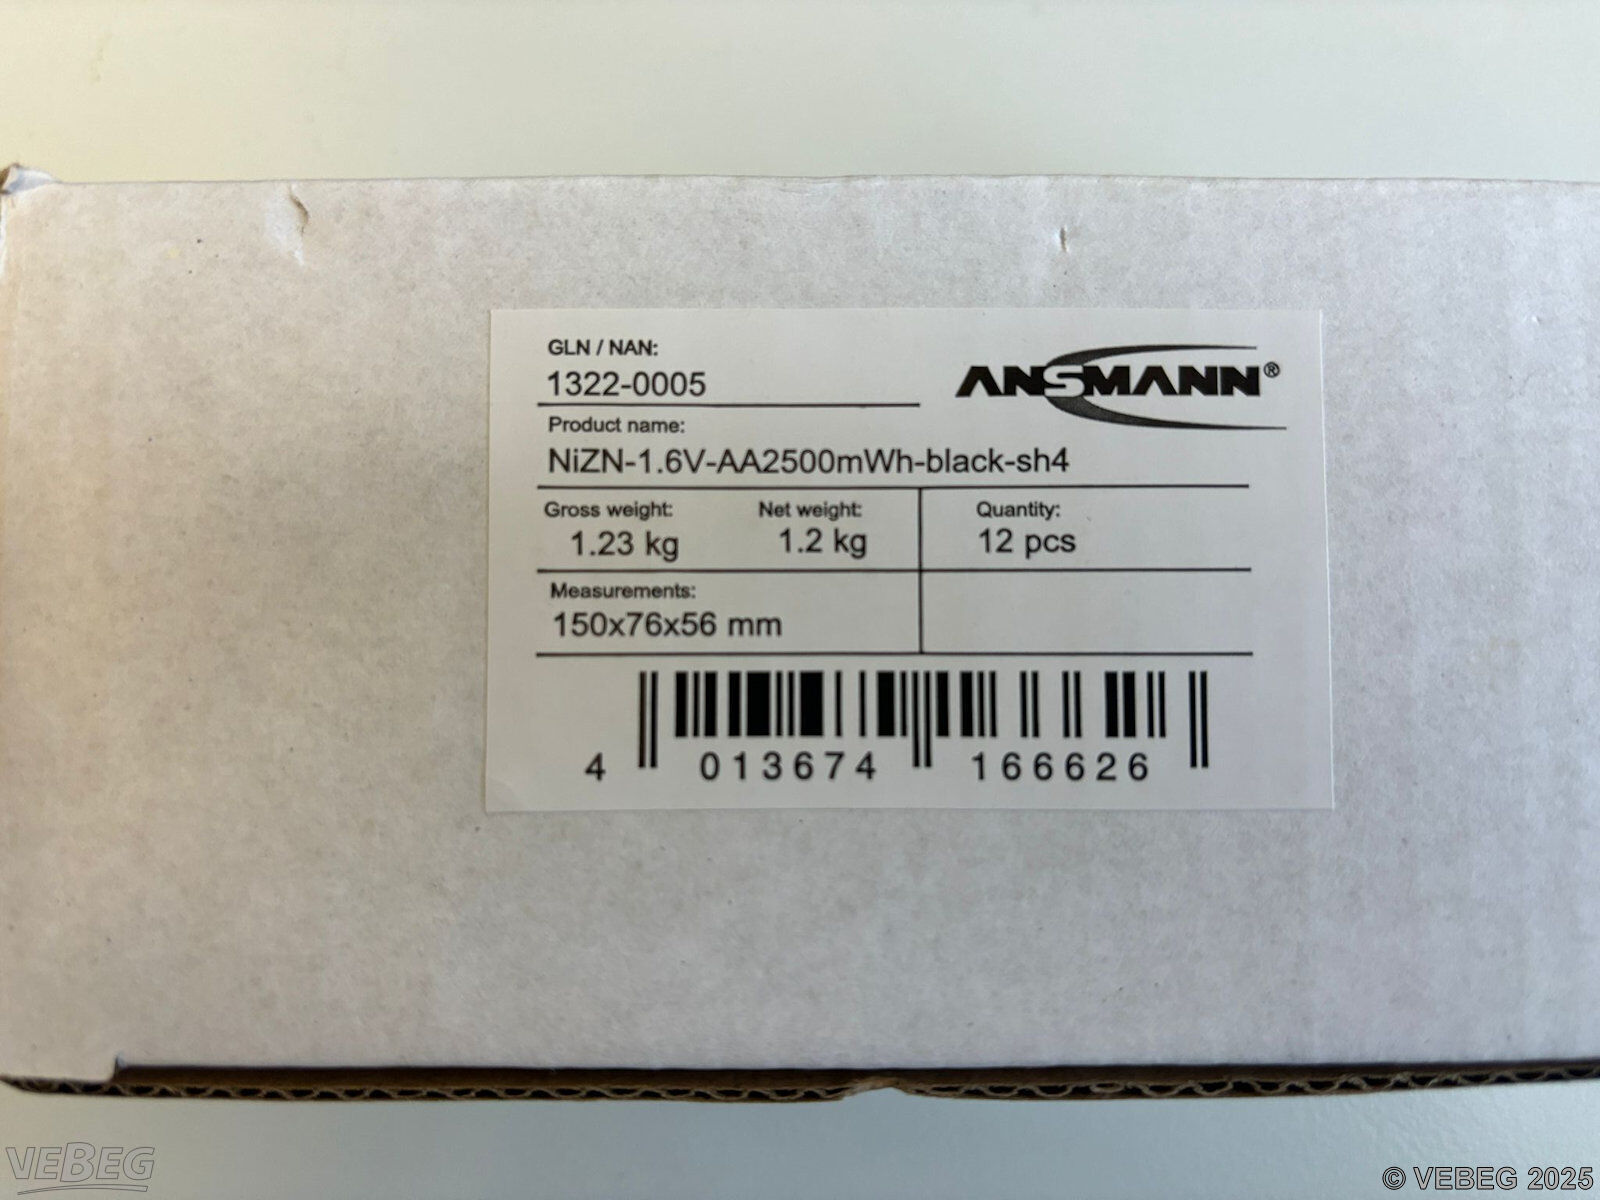 GLN / NAN:
1322-0005
ANSMANN®
Product name:
NiZN-1.6V-AA2500mWh-black-sh4
Gross weight: Net weight: Quantity:
1.23 kg 1.2 kg 12 pcs
Measurements:
150x76x56 mm
4 013674 166626
VEBEG
© VEBEG 2025